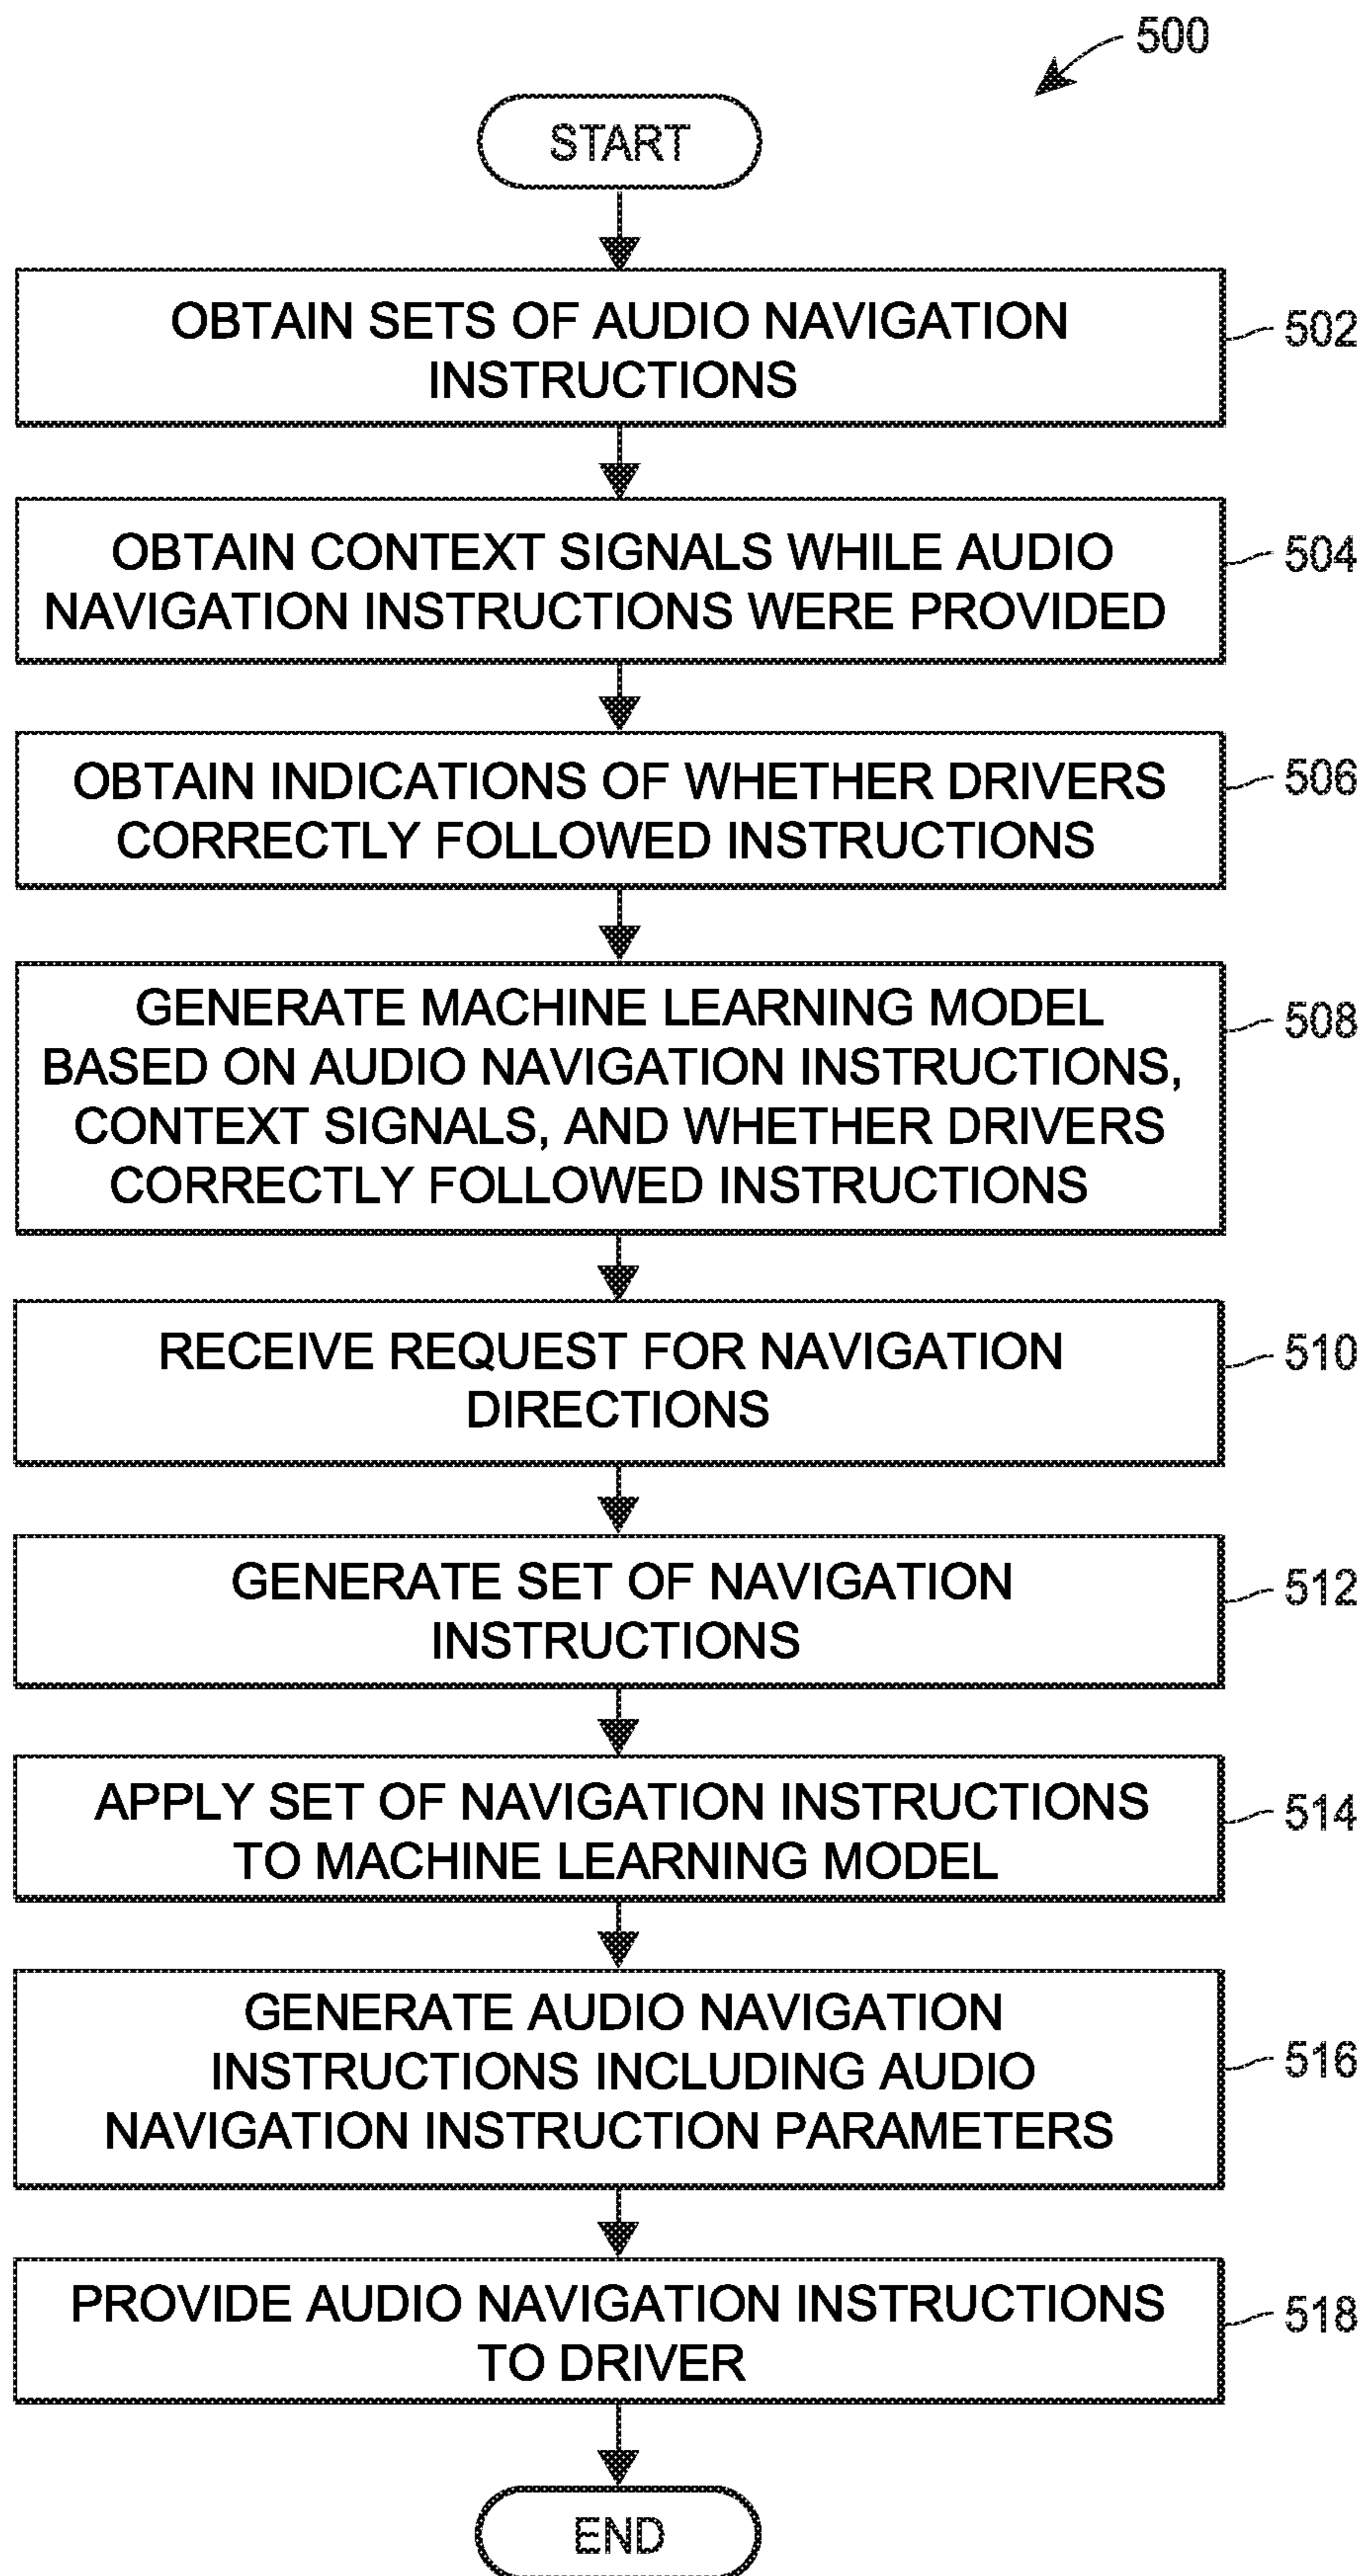 500
START
OBTAIN SETS OF AUDIO NAVIGATION
INSTRUCTIONS
502
OBTAIN CONTEXT SIGNALS WHILE AUDIO
NAVIGATION INSTRUCTIONS WERE PROVIDED
504
OBTAIN INDICATIONS OF WHETHER DRIVERS
CORRECTLY FOLLOWED INSTRUCTIONS
506
GENERATE MACHINE LEARNING MODEL
BASED ON AUDIO NAVIGATION INSTRUCTIONS,
CONTEXT SIGNALS, AND WHETHER DRIVERS
CORRECTLY FOLLOWED INSTRUCTIONS
508
RECEIVE REQUEST FOR NAVIGATION
DIRECTIONS
510
GENERATE SET OF NAVIGATION
INSTRUCTIONS
512
APPLY SET OF NAVIGATION INSTRUCTIONS
TO MACHINE LEARNING MODEL
514
GENERATE AUDIO NAVIGATION
INSTRUCTIONS INCLUDING AUDIO
NAVIGATION INSTRUCTION PARAMETERS
516
PROVIDE AUDIO NAVIGATION INSTRUCTIONS
TO DRIVER
518
END